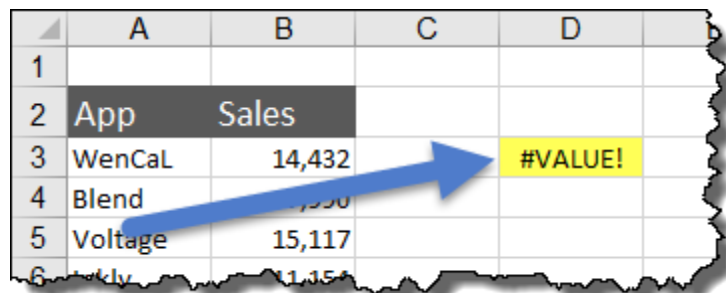 A B C D
1
2 App Sales
3 WenCaL 14,432 #VALUE!
4 Blend
5 Voltage 15,117
6